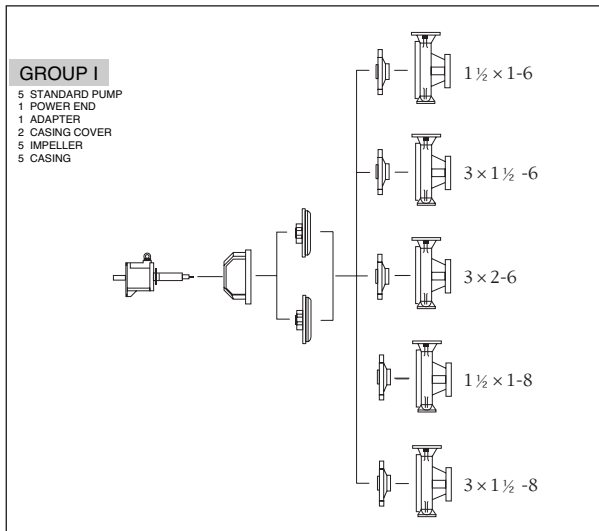 GROUP I
5 STANDARD PUMP
1 POWER END
1 ADAPTER
2 CASING COVER
5 IMPELLER
5 CASING
1½ × 1-6
3 × 1½ -6
3 × 2-6
1½ × 1-8
3 × 1½ -8